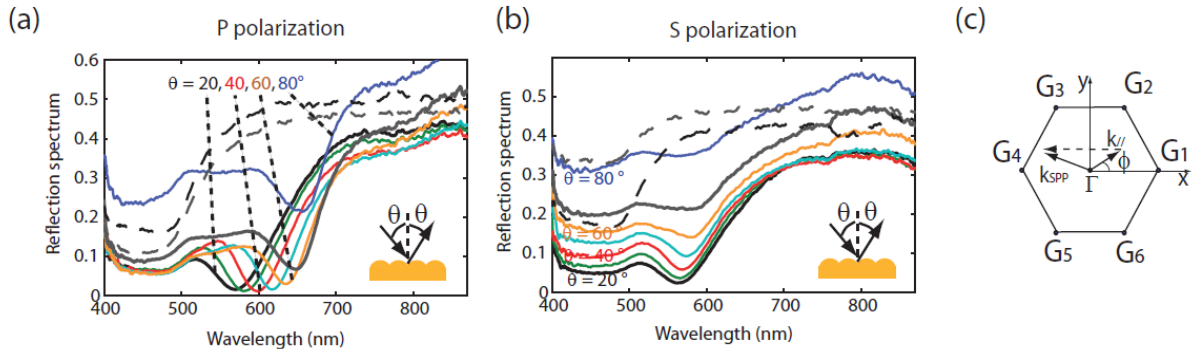 (a)
P polarization
Reflection spectrum
0.6
0.5
0.4
0.3
0.2
0.1
0
θ = 20, 40, 60, 80°
θ θ
400 500 600 700 800
Wavelength (nm)
(b)
S polarization
Reflection spectrum
0.6
0.5
0.4
0.3
0.2
0.1
0
θ = 80°
θ = 60
θ = 40
θ = 20°
θ θ
400 500 600 700 800
Wavelength (nm)
(c)
G3 y G2
k//
G4 kSPP Γ ϕ G1 x
G5 G6